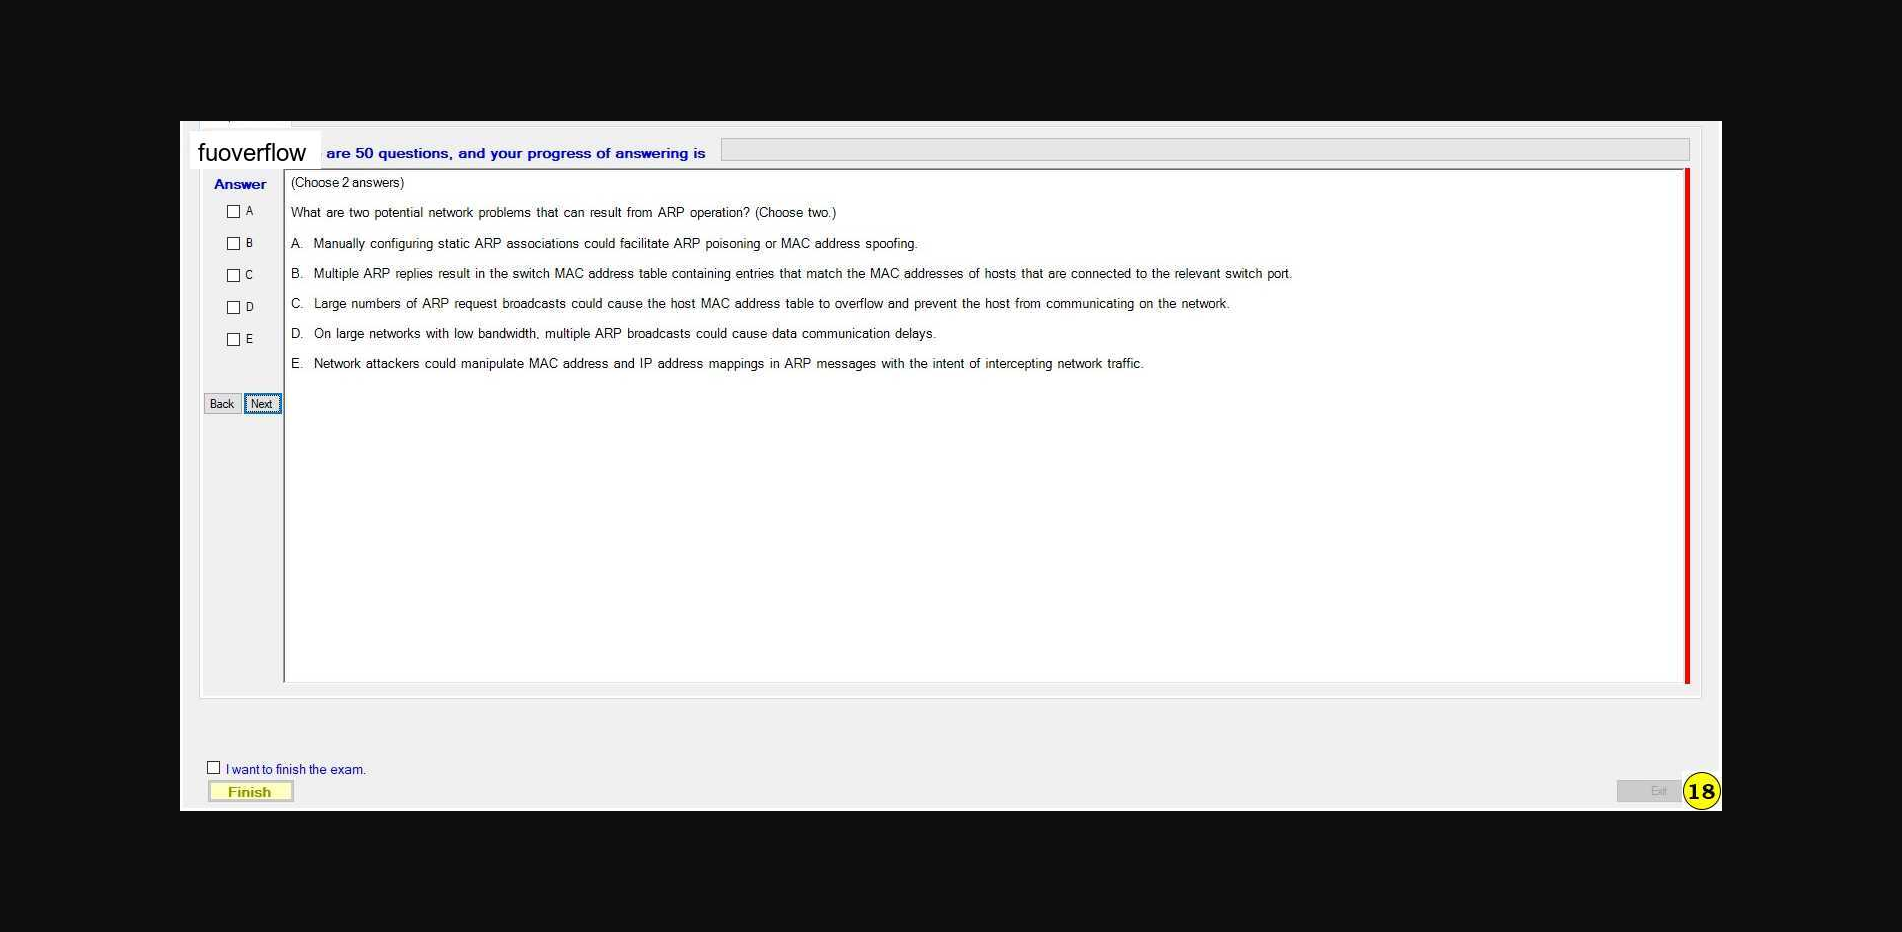 fuoverflow are 50 questions, and your progress of answering is
Answer
A
B
C
D
E
Back Next
(Choose 2 answers)
What are two potential network problems that can result from ARP operation? (Choose two.)
A. Manually configuring static ARP associations could facilitate ARP poisoning or MAC address spoofing.
B. Multiple ARP replies result in the switch MAC address table containing entries that match the MAC addresses of hosts that are connected to the relevant switch port.
C. Large numbers of ARP request broadcasts could cause the host MAC address table to overflow and prevent the host from communicating on the network.
D. On large networks with low bandwidth, multiple ARP broadcasts could cause data communication delays.
E. Network attackers could manipulate MAC address and IP address mappings in ARP messages with the intent of intercepting network traffic.
I want to finish the exam.
Finish
Exit
18